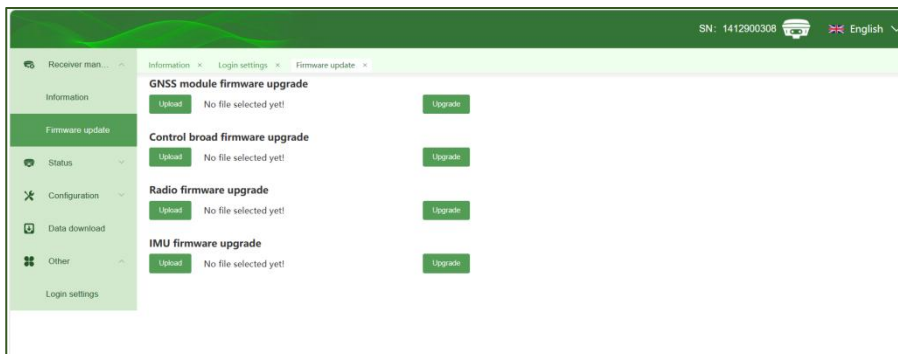 SN: 1412900308 English
Receiver man...
Information
Firmware update
Status
Configuration
Data download
Other
Login settings
Information × Login settings × Firmware update ×
GNSS module firmware upgrade
Upload No file selected yet! Upgrade
Control broad firmware upgrade
Upload No file selected yet! Upgrade
Radio firmware upgrade
Upload No file selected yet! Upgrade
IMU firmware upgrade
Upload No file selected yet! Upgrade